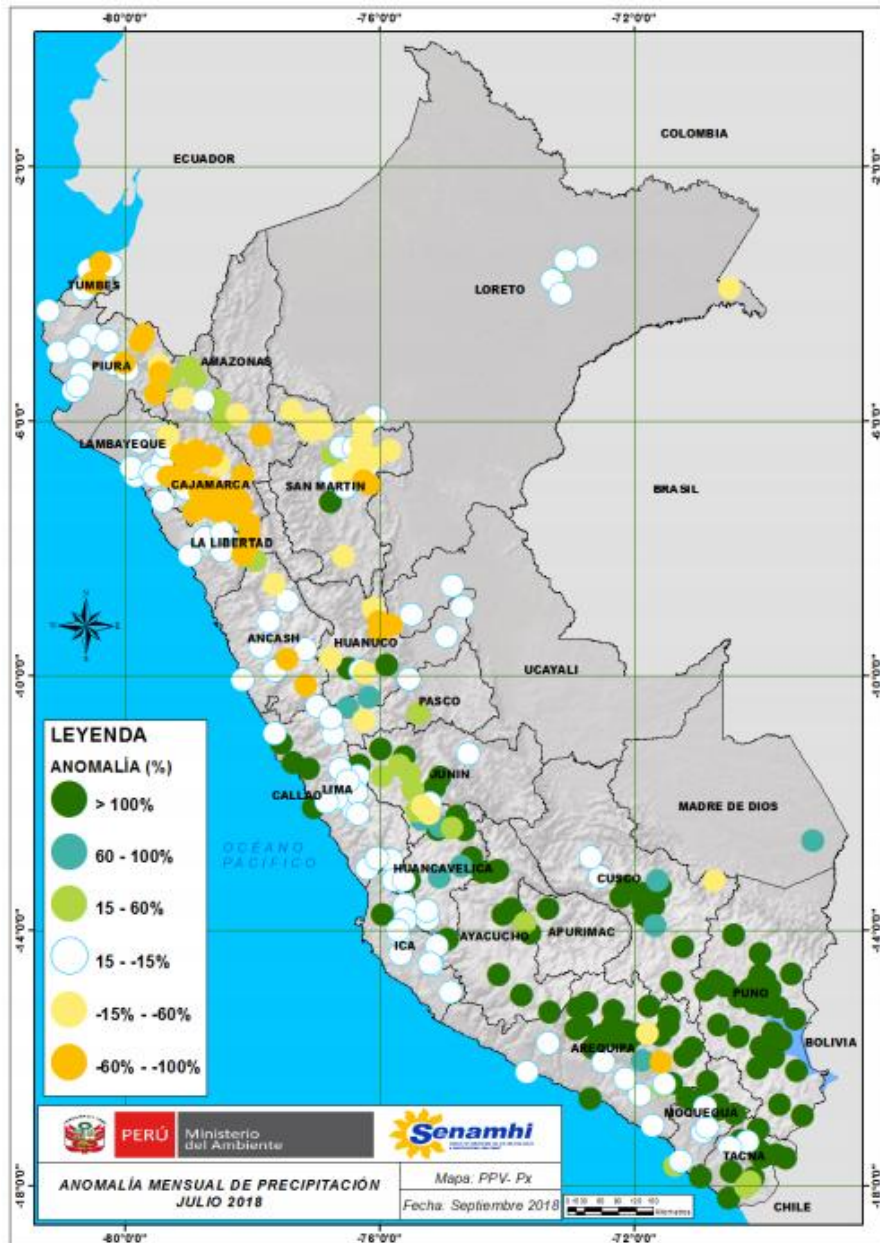 -80°0'0"
-76°0'0"
-72°0'0"
COLOMBIA
ECUADOR
-2°0'0"
-2°0'0"
LORETO
TUMBES
PIURA
AMAZONAS
-6°0'0"
-6°0'0"
LAMBAYEQUE
CAJAMARCA
SAN MARTIN
BRASIL
LA LIBERTAD
ANCASH
HUANUCO
UCAYALI
-10°0'0"
-10°0'0"
PASCO
LEYENDA
ANOMALÍA (%)
> 100%
60 - 100%
15 - 60%
15 - -15%
-15% - -60%
-60% - -100%
JUNIN
CALLAO
LIMA
MADRE DE DIOS
OCÉANO
PACIFICO
HUANCAVELICA
CUSCO
-14°0'0"
-14°0'0"
ICA
AYACUCHO
APURIMAC
PUNO
AREQUIPA
BOLIVIA
MOQUEGUA
TACNA
CHILE
-18°0'0"
-18°0'0"
PERÚ
Ministerio
del Ambiente
Senamhi
ANOMALÍA MENSUAL DE PRECIPITACIÓN
JULIO 2018
Mapa: PPV- Px
Fecha: Septiembre 2018
-80°0'0"
-76°0'0"
-72°0'0"